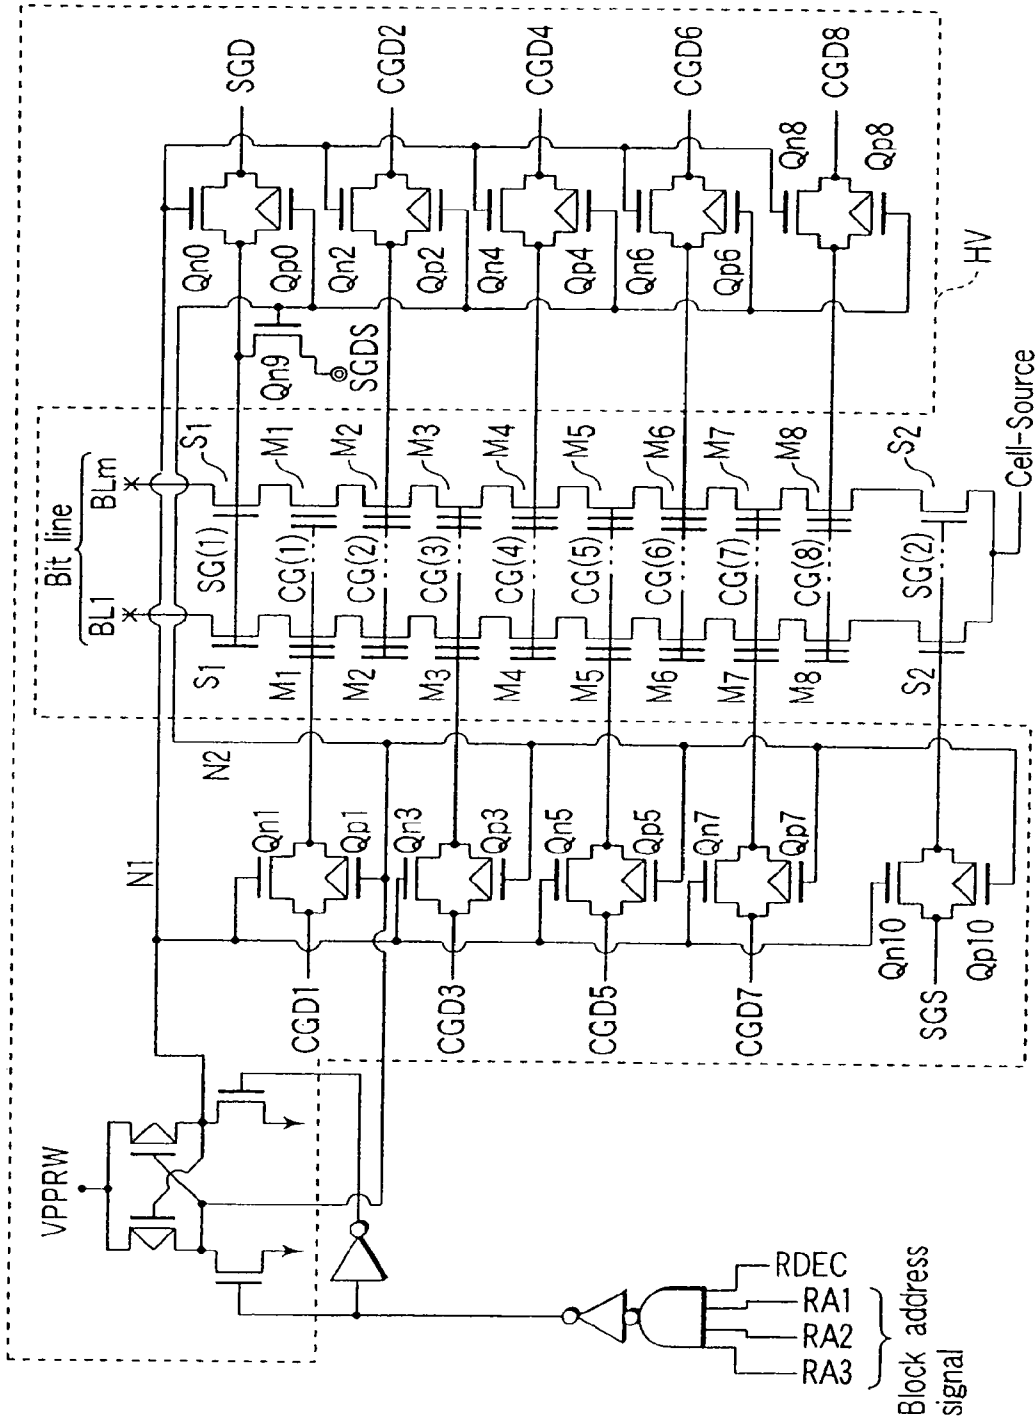 Bit line
BL1
BLm
SGD
CGD2
CGD4
CGD6
CGD8
Qn0
Qp0
Qn2
Qp2
Qn4
Qp4
Qn6
Qp6
Qn8
Qp8
HV
Qn9
SGDS
S1
M1
M2
M3
M4
M5
M6
M7
M8
S2
Cell-Source
SG(1)
CG(1)
CG(2)
CG(3)
CG(4)
CG(5)
CG(6)
CG(7)
CG(8)
SG(2)
S1
M1
M2
M3
M4
M5
M6
M7
M8
S2
N1
N2
Qn1
Qp1
Qn3
Qp3
Qn5
Qp5
Qn7
Qp7
Qn10
Qp10
CGD1
CGD3
CGD5
CGD7
SGS
VPPRW
RDEC
RA1
RA2
RA3
Block address
signal